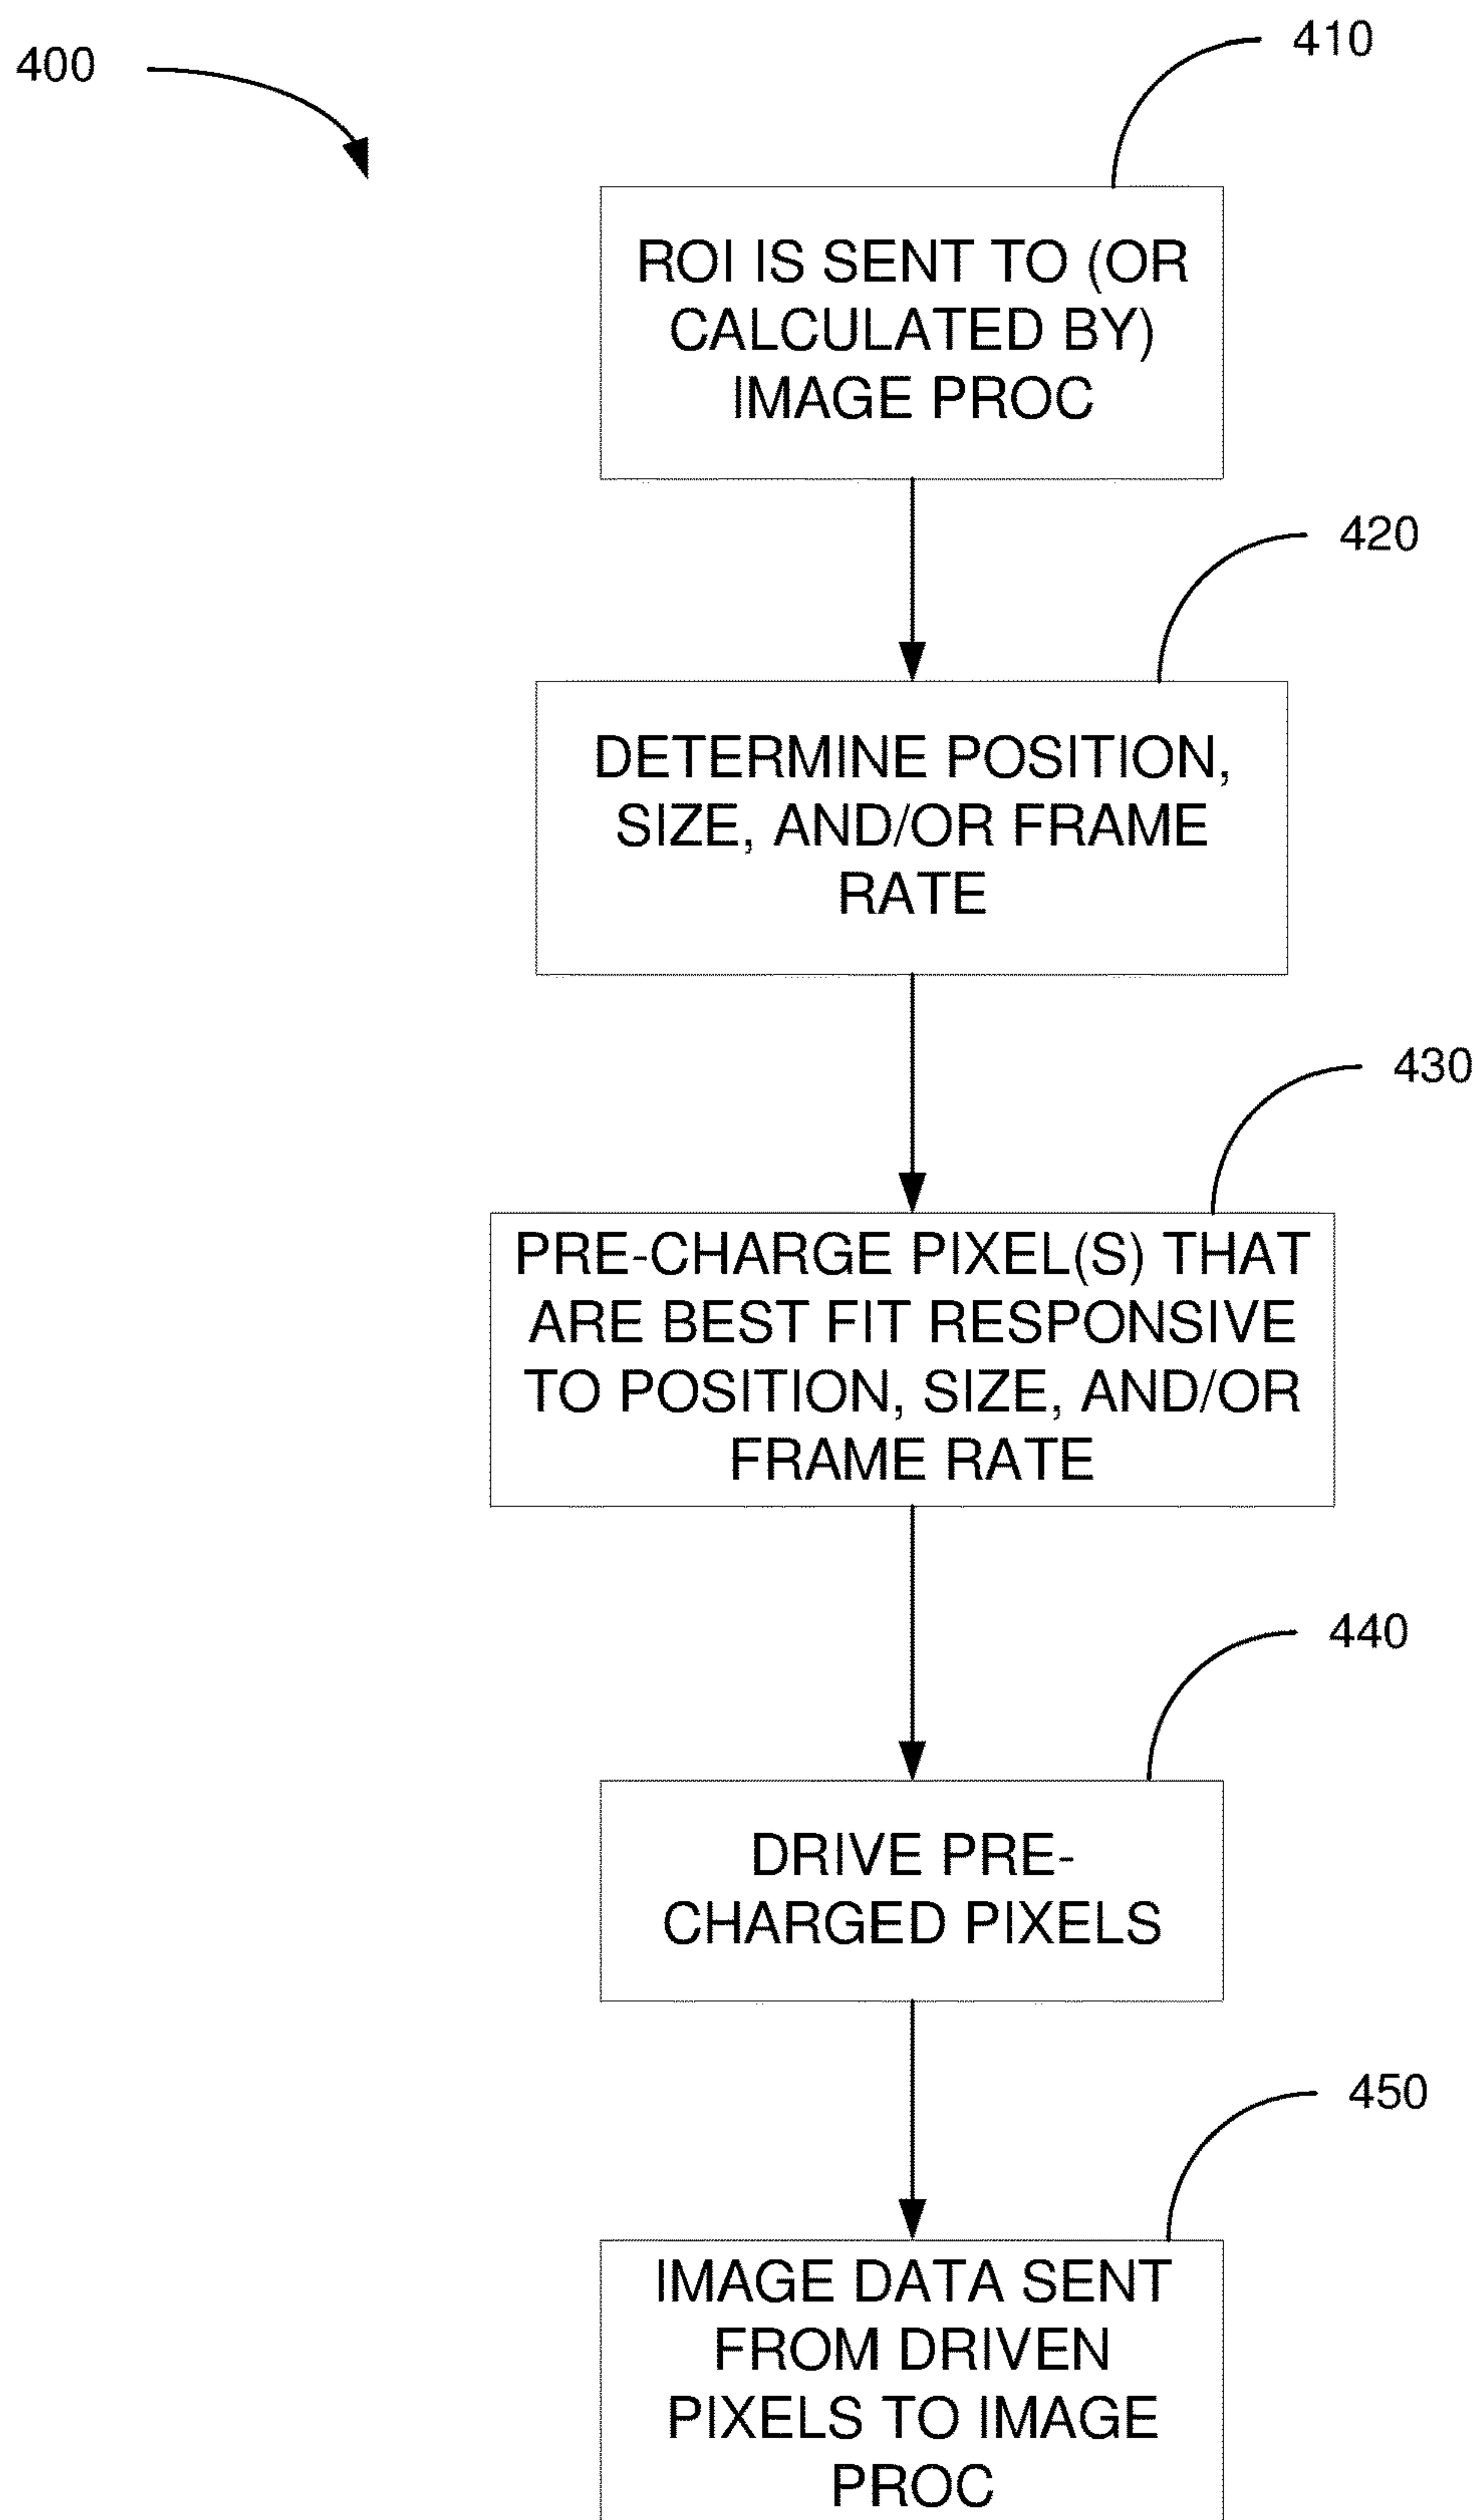 400
410
ROI IS SENT TO (OR
CALCULATED BY)
IMAGE PROC
420
DETERMINE POSITION,
SIZE, AND/OR FRAME
RATE
430
PRE-CHARGE PIXEL(S) THAT
ARE BEST FIT RESPONSIVE
TO POSITION, SIZE, AND/OR
FRAME RATE
440
DRIVE PRE-
CHARGED PIXELS
450
IMAGE DATA SENT
FROM DRIVEN
PIXELS TO IMAGE
PROC